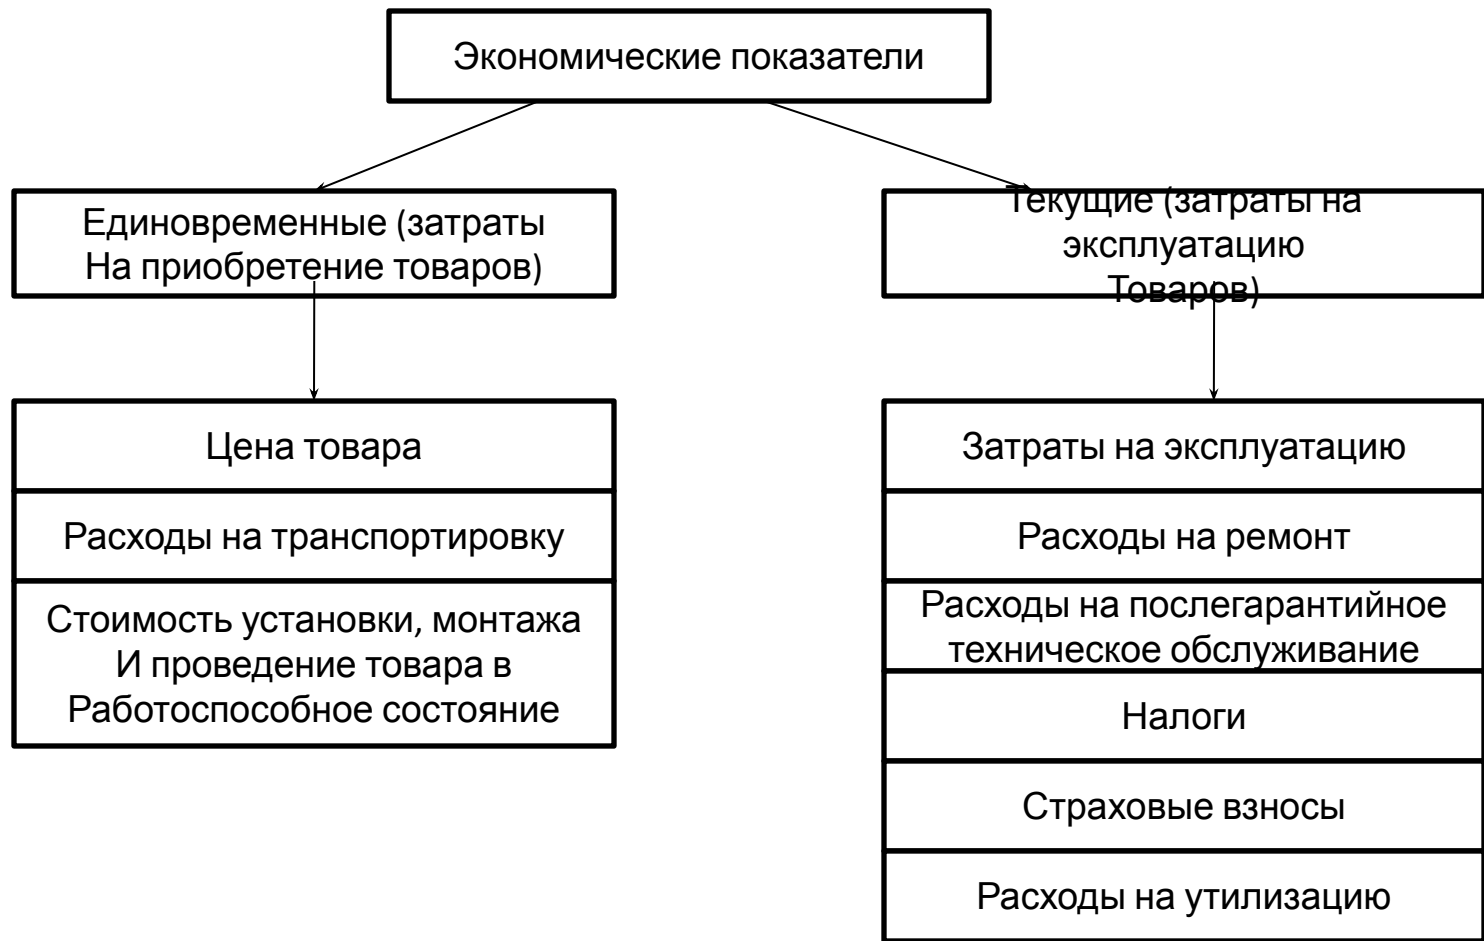 Экономические показатели
Единовременные (затраты
На приобретение товаров)
Текущие (затраты на
эксплуатацию
Товаров)
Цена товара
Расходы на транспортировку
Стоимость установки, монтажа
И проведение товара в
Работоспособное состояние
Затраты на эксплуатацию
Расходы на ремонт
Расходы на послегарантийное
техническое обслуживание
Налоги
Страховые взносы
Расходы на утилизацию